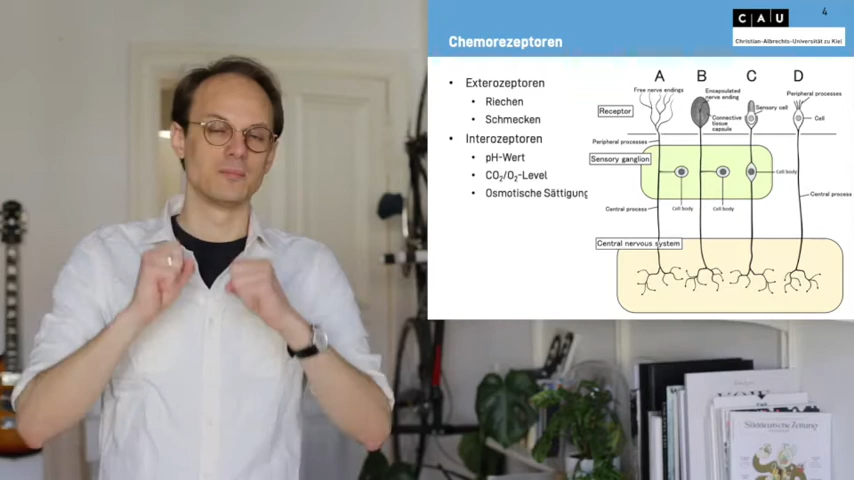 4
CAU
Christian-Albrechts-Universität zu Kiel
Chemorezeptoren
• Exterozeptoren
• Riechen
• Schmecken
• Interozeptoren
• pH-Wert
• CO₂/O₂-Level
• Osmotische Sättigung
A B C D
Free nerve endings
Encapsulated
nerve ending
Peripheral processes
Receptor
Sensory cell
Connective
tissue
capsule
Cell
Peripheral processes
Sensory ganglion
Cell body
Central process
Cell body
Cell body
Central process
Central nervous system
Süddeutsche Zeitung